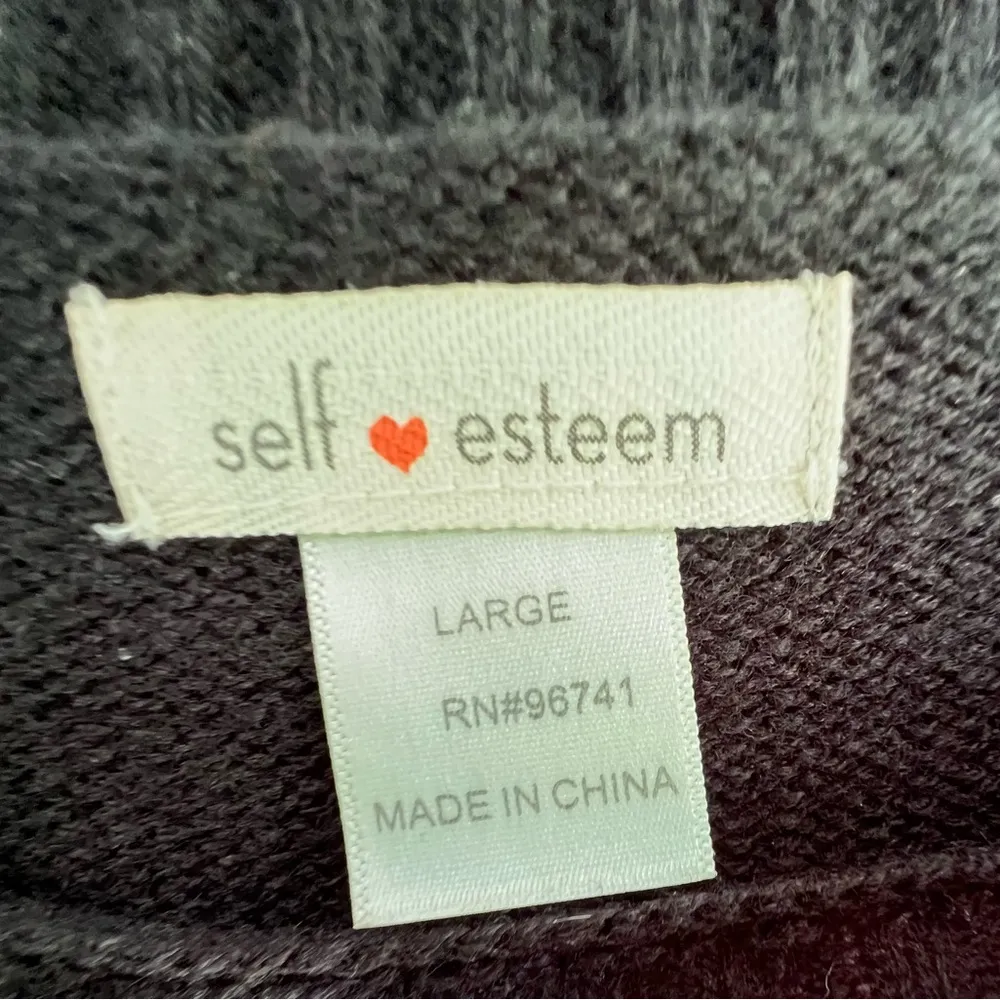 self ❤ esteem
LARGE
RN#96741
MADE IN CHINA